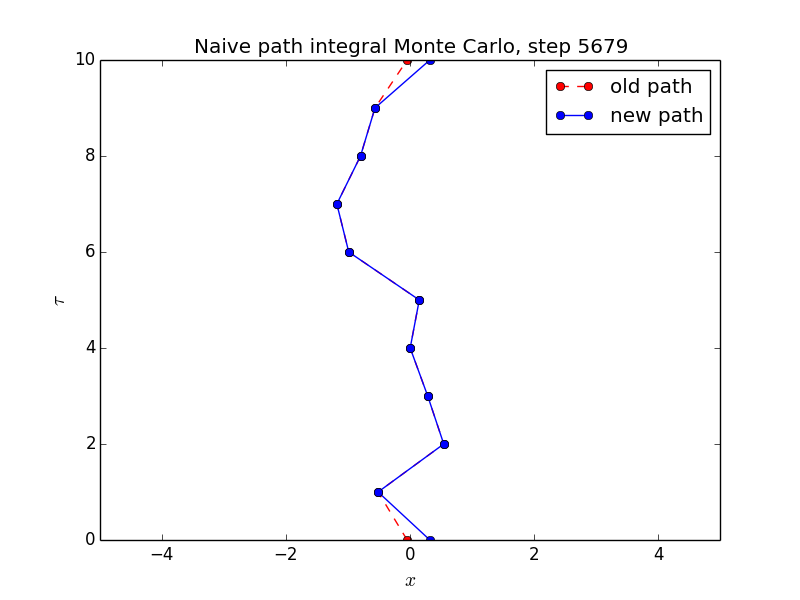 Naive path integral Monte Carlo, step 5679
old path
new path
10
8
6
4
2
0
τ
−4 −2 0 2 4
x